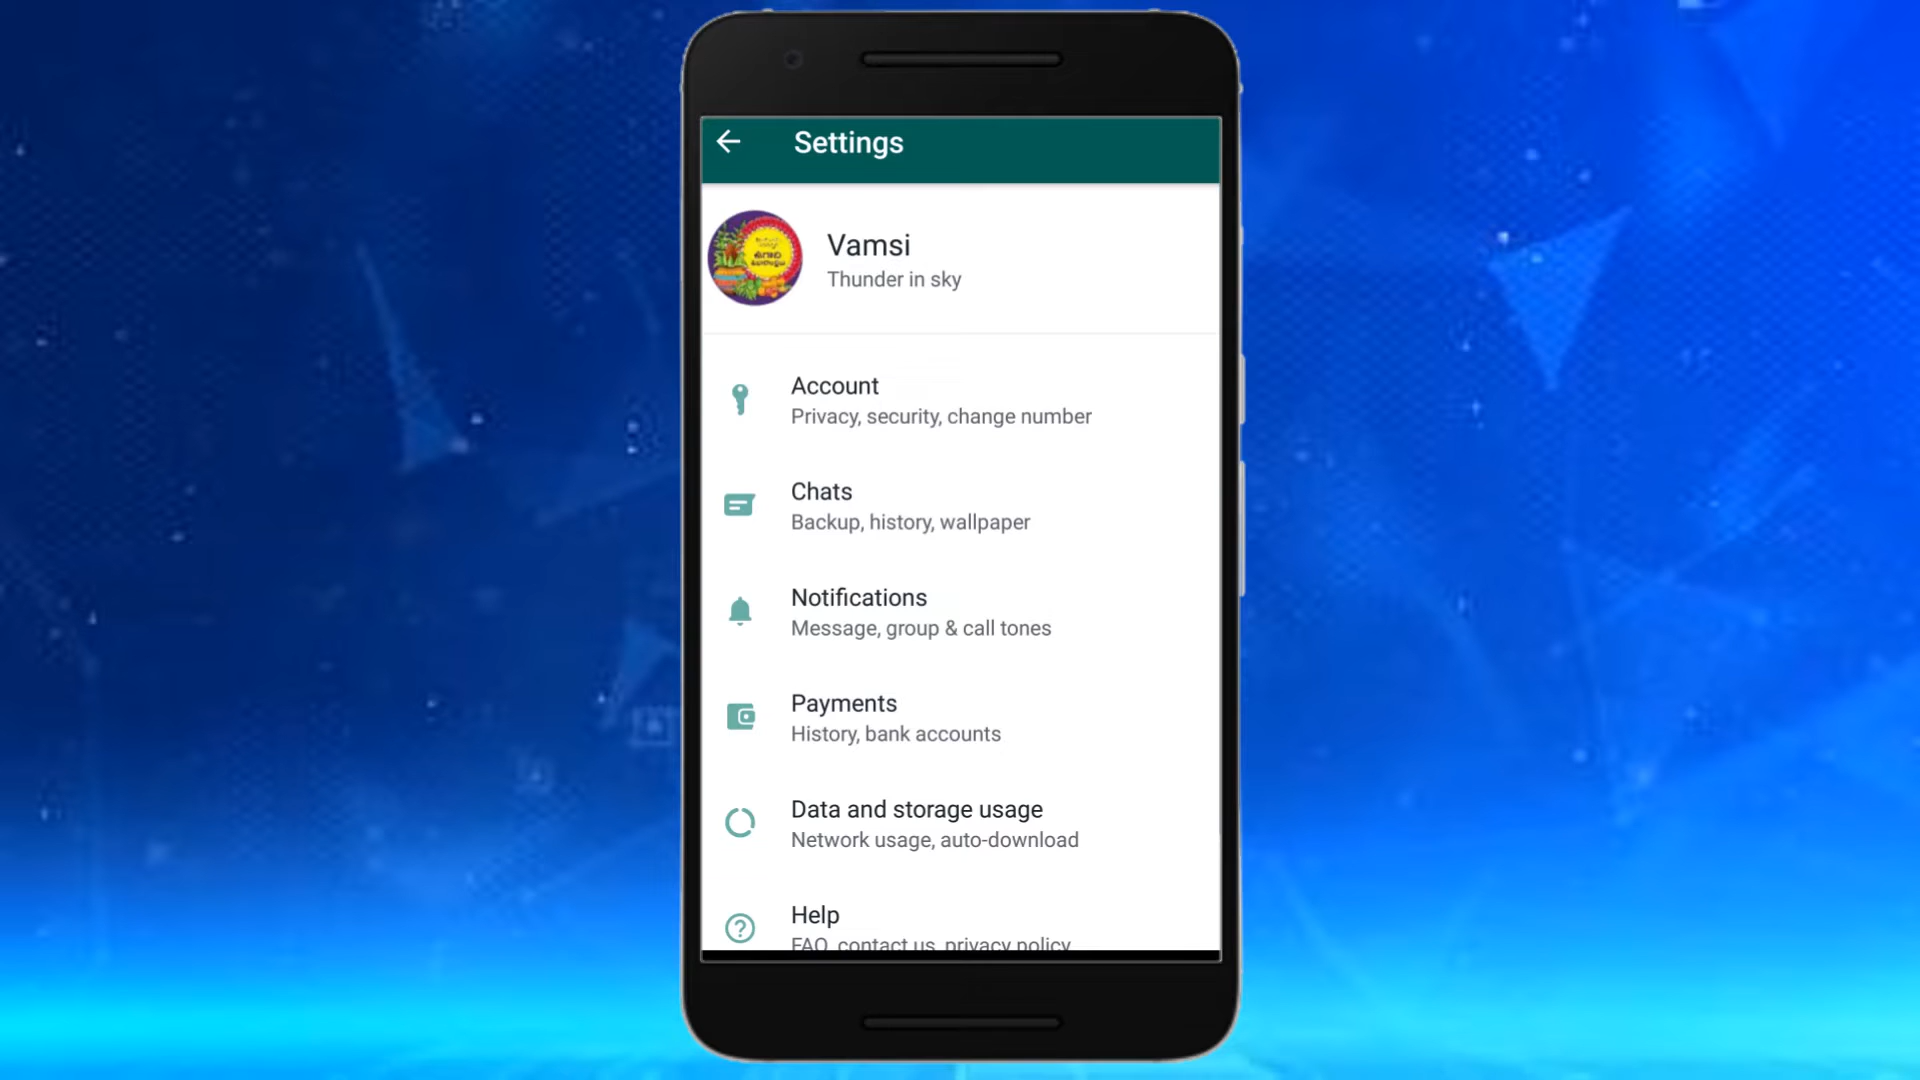 Settings
Vamsi
Thunder in sky
Account
Privacy, security, change number
Chats
Backup, history, wallpaper
Notifications
Message, group & call tones
Payments
History, bank accounts
Data and storage usage
Network usage, auto-download
Help
FAQ, contact us, privacy policy